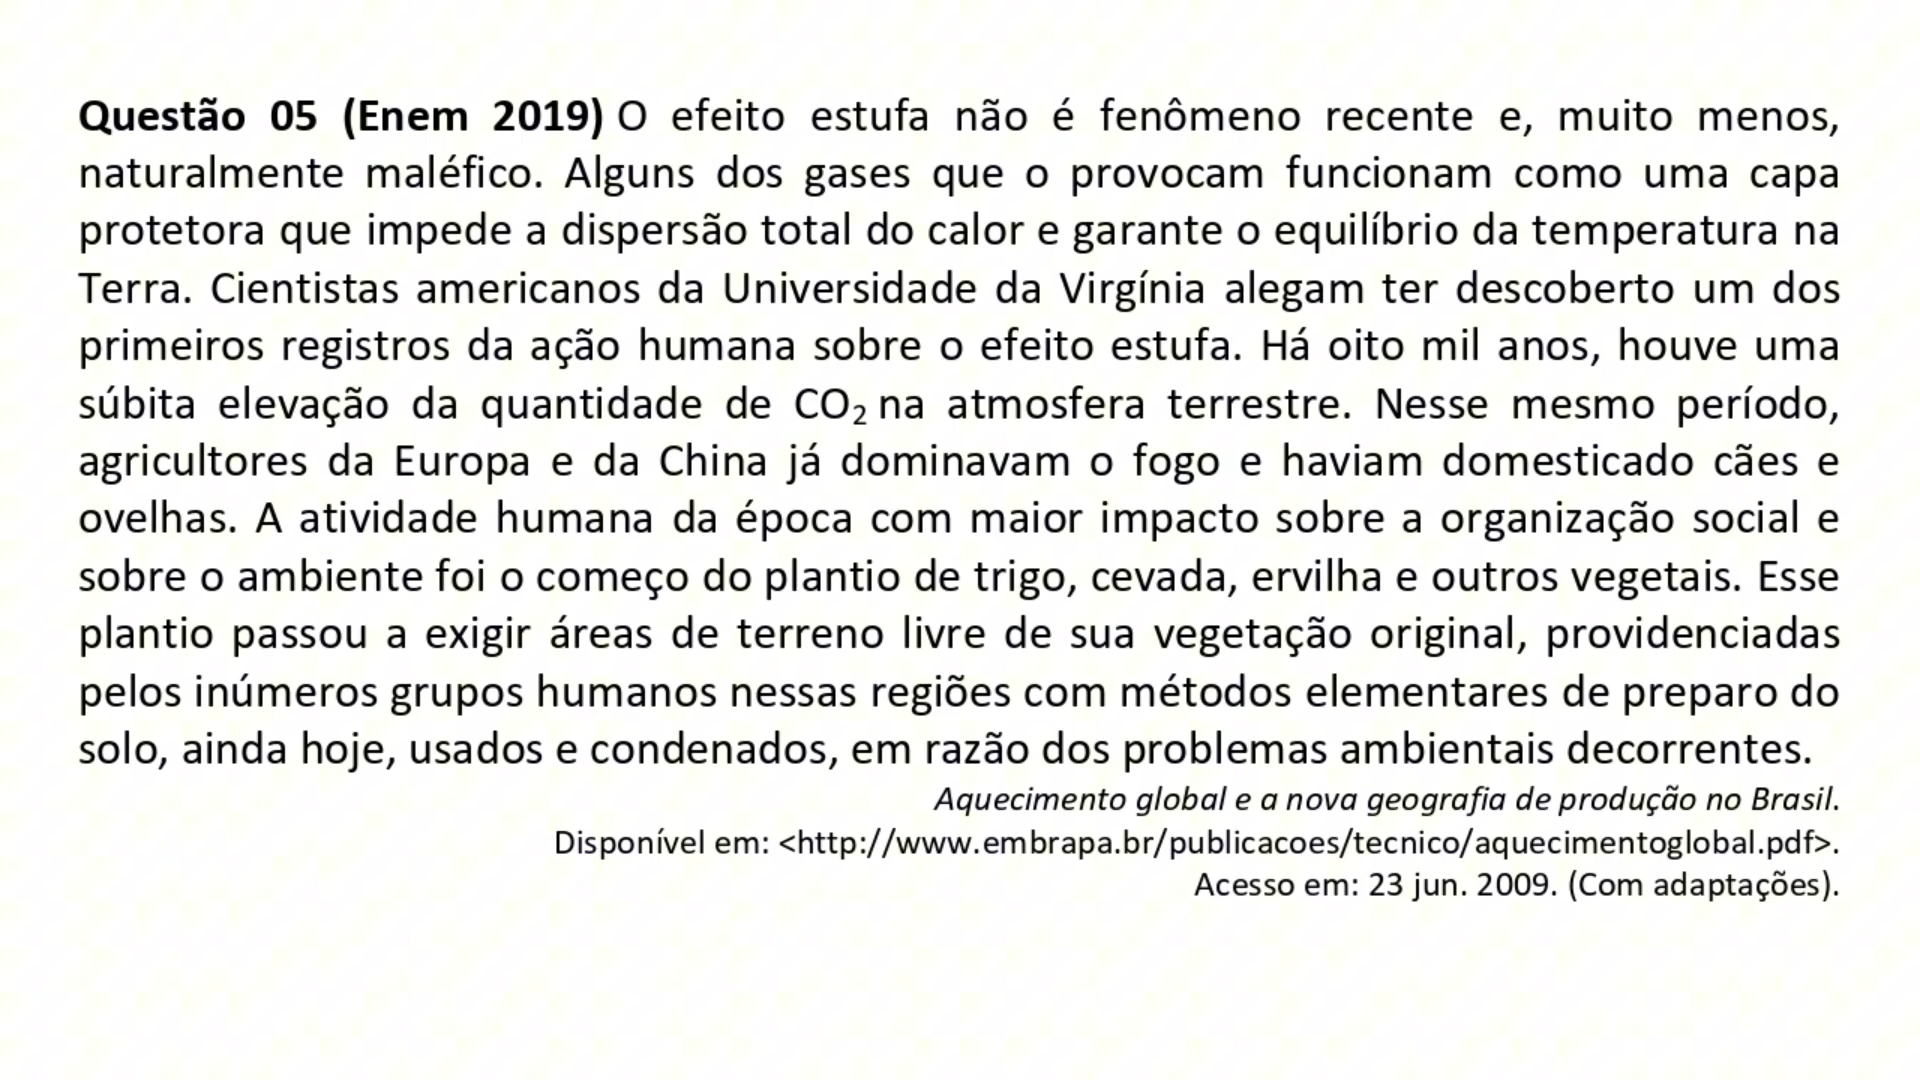 Questão 05 (Enem 2019) O efeito estufa não é fenômeno recente e, muito menos,
naturalmente maléfico. Alguns dos gases que o provocam funcionam como uma capa
protetora que impede a dispersão total do calor e garante o equilíbrio da temperatura na
Terra. Cientistas americanos da Universidade da Virgínia alegam ter descoberto um dos
primeiros registros da ação humana sobre o efeito estufa. Há oito mil anos, houve uma
súbita elevação da quantidade de CO₂ na atmosfera terrestre. Nesse mesmo período,
agricultores da Europa e da China já dominavam o fogo e haviam domesticado cães e
ovelhas. A atividade humana da época com maior impacto sobre a organização social e
sobre o ambiente foi o começo do plantio de trigo, cevada, ervilha e outros vegetais. Esse
plantio passou a exigir áreas de terreno livre de sua vegetação original, providenciadas
pelos inúmeros grupos humanos nessas regiões com métodos elementares de preparo do
solo, ainda hoje, usados e condenados, em razão dos problemas ambientais decorrentes.
Aquecimento global e a nova geografia de produção no Brasil.
Disponível em: <http://www.embrapa.br/publicacoes/tecnico/aquecimentoglobal.pdf>.
Acesso em: 23 jun. 2009. (Com adaptações).